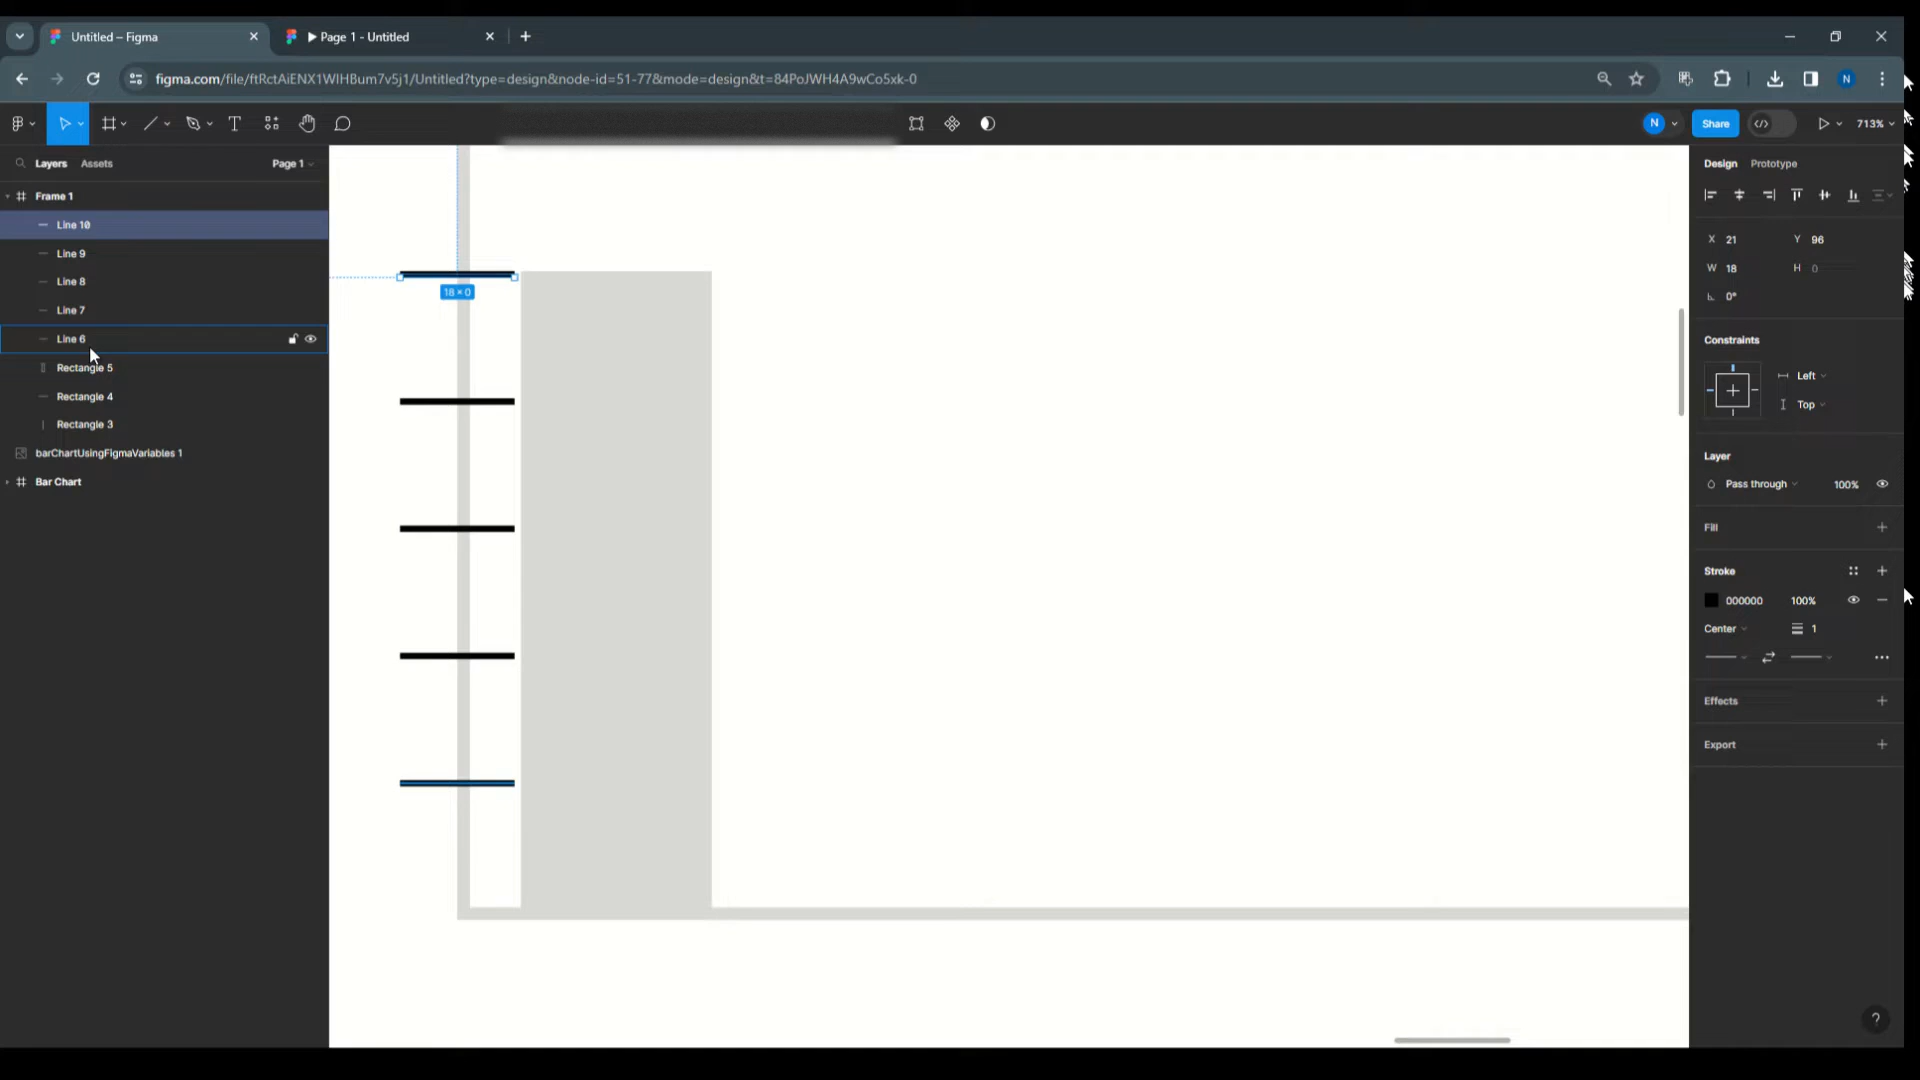 Untitled – Figma
▶ Page 1 - Untitled
figma.com/file/ftRctAiENX1WlHBum7v5j1/Untitled?type=design&node-id=51-77&mode=design&t=84PoJWH4A9wCo5xk-0
N
N
Share
713%
Layers
Assets
Page 1
Design
Prototype
Frame 1
Line 10
Line 9
Line 8
Line 7
Line 6
Rectangle 5
Rectangle 4
Rectangle 3
barChartUsingFigmaVariables 1
Bar Chart
18 × 0
X 21
Y 96
W 18
H 0
0°
Constraints
Left
Top
Layer
Pass through
100%
Fill
Stroke
000000
100%
Center
1
Effects
Export
?